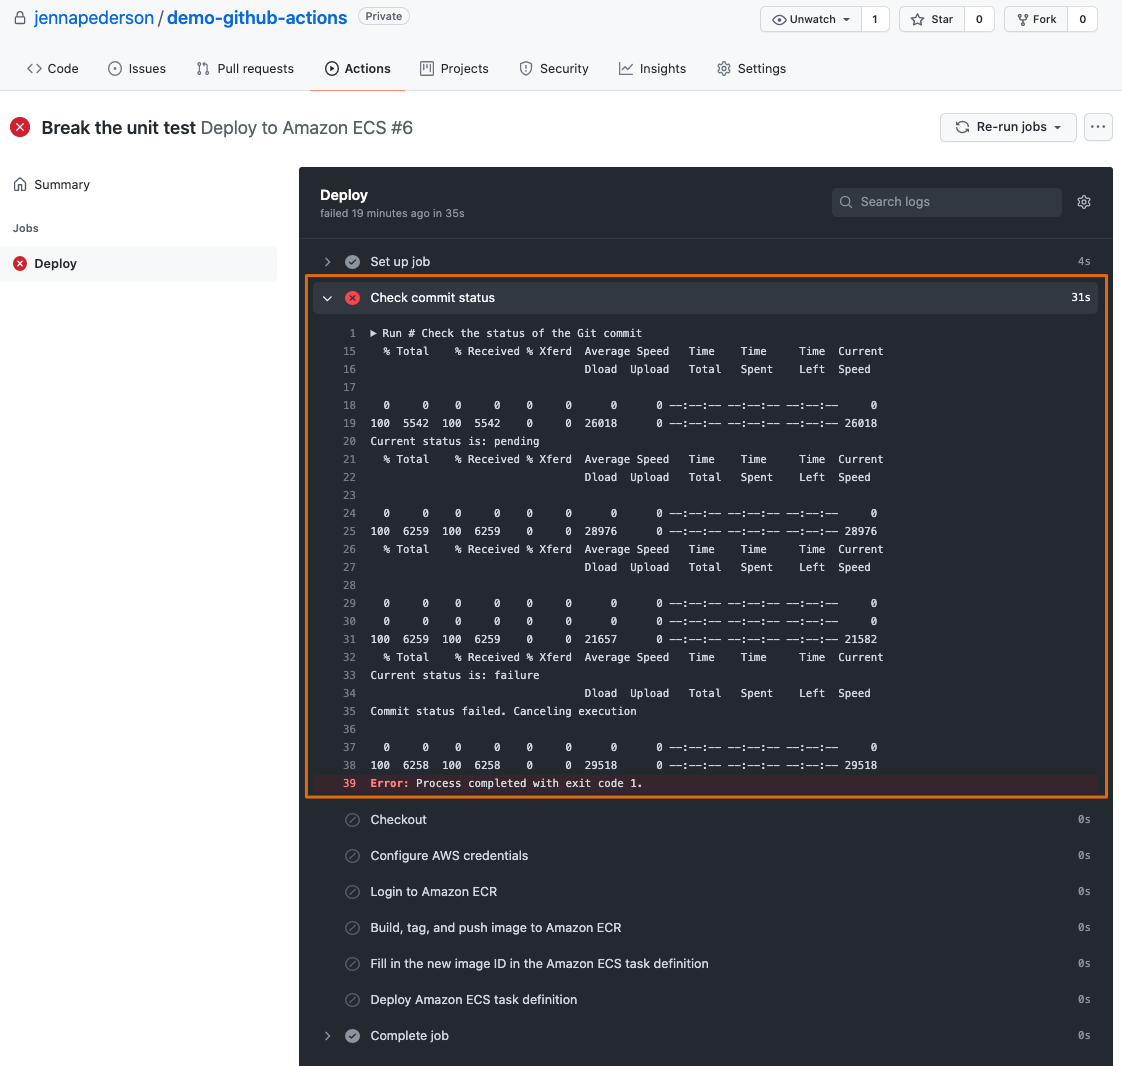 jennapederson / demo-github-actions Private
Unwatch 1 Star 0 Fork 0
Code Issues Pull requests Actions Projects Security Insights Settings
Break the unit test Deploy to Amazon ECS #6
Re-run jobs ...
Summary
Jobs
Deploy
Deploy
failed 19 minutes ago in 35s
Search logs
Set up job 4s
Check commit status 31s
1 Run # Check the status of the Git commit
15 % Total % Received % Xferd Average Speed Time Time Time Current
16 Dload Upload Total Spent Left Speed
17
18 0 0 0 0 0 0 0 0 --:--:-- --:--:-- --:--:-- 0
19 100 5542 100 5542 0 0 26018 0 --:--:-- --:--:-- --:--:-- 26018
20 Current status is: pending
21 % Total % Received % Xferd Average Speed Time Time Time Current
22 Dload Upload Total Spent Left Speed
23
24 0 0 0 0 0 0 0 0 --:--:-- --:--:-- --:--:-- 0
25 100 6259 100 6259 0 0 28976 0 --:--:-- --:--:-- --:--:-- 28976
26 % Total % Received % Xferd Average Speed Time Time Time Current
27 Dload Upload Total Spent Left Speed
28
29 0 0 0 0 0 0 0 0 --:--:-- --:--:-- --:--:-- 0
30 0 0 0 0 0 0 0 0 --:--:-- --:--:-- --:--:-- 0
31 100 6259 100 6259 0 0 21657 0 --:--:-- --:--:-- --:--:-- 21582
32 % Total % Received % Xferd Average Speed Time Time Time Current
33 Current status is: failure
34 Dload Upload Total Spent Left Speed
35 Commit status failed. Canceling execution
36
37 0 0 0 0 0 0 0 0 --:--:-- --:--:-- --:--:-- 0
38 100 6258 100 6258 0 0 29518 0 --:--:-- --:--:-- --:--:-- 29518
39 Error: Process completed with exit code 1.
Checkout 0s
Configure AWS credentials 0s
Login to Amazon ECR 0s
Build, tag, and push image to Amazon ECR 0s
Fill in the new image ID in the Amazon ECS task definition 0s
Deploy Amazon ECS task definition 0s
Complete job 0s